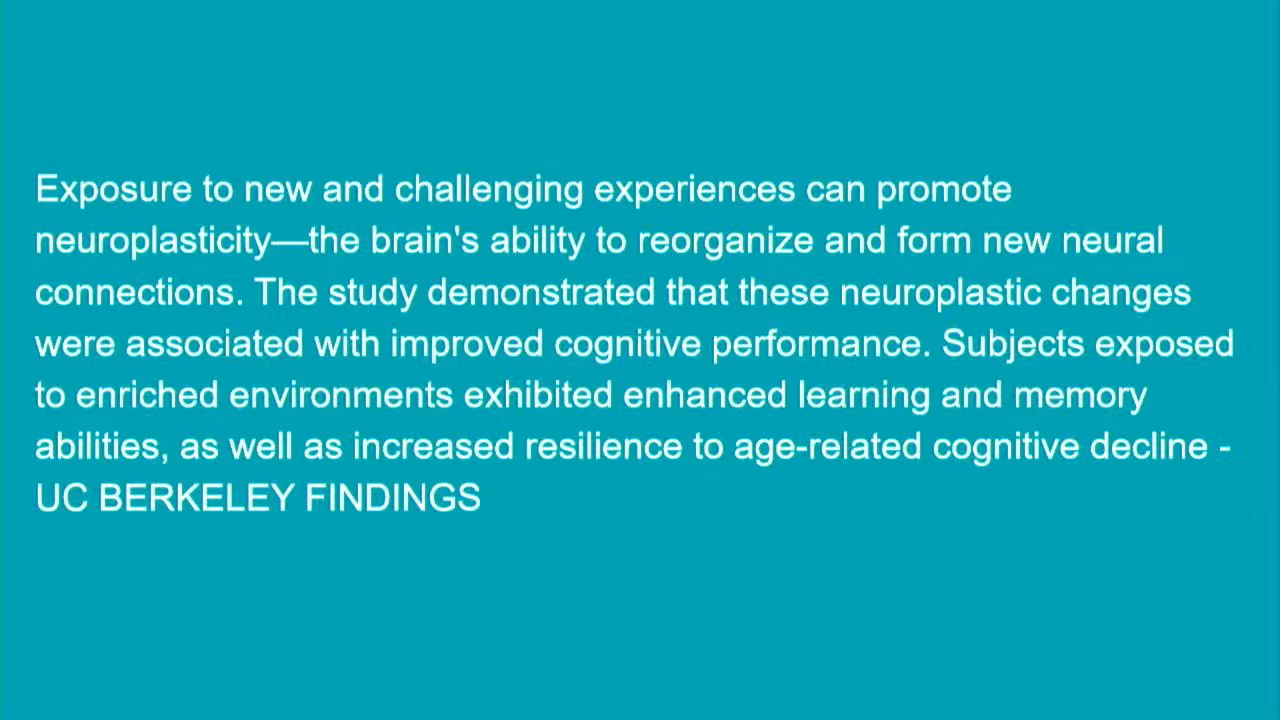 Exposure to new and challenging experiences can promote
neuroplasticity—the brain's ability to reorganize and form new neural
connections. The study demonstrated that these neuroplastic changes
were associated with improved cognitive performance. Subjects exposed
to enriched environments exhibited enhanced learning and memory
abilities, as well as increased resilience to age-related cognitive decline -
UC BERKELEY FINDINGS